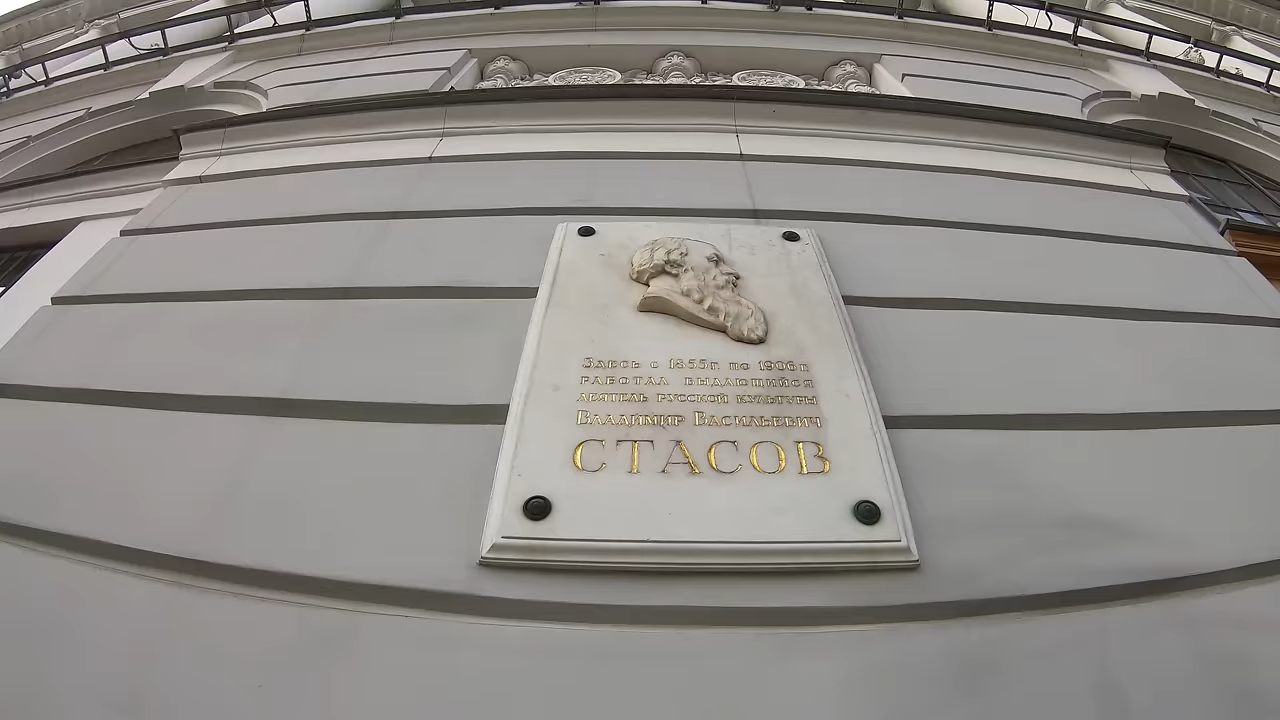 Здесь с 1855г. по 1906г.
работал выдающийся
деятель русской культуры
Владимир Васильевич
СТАСОВ